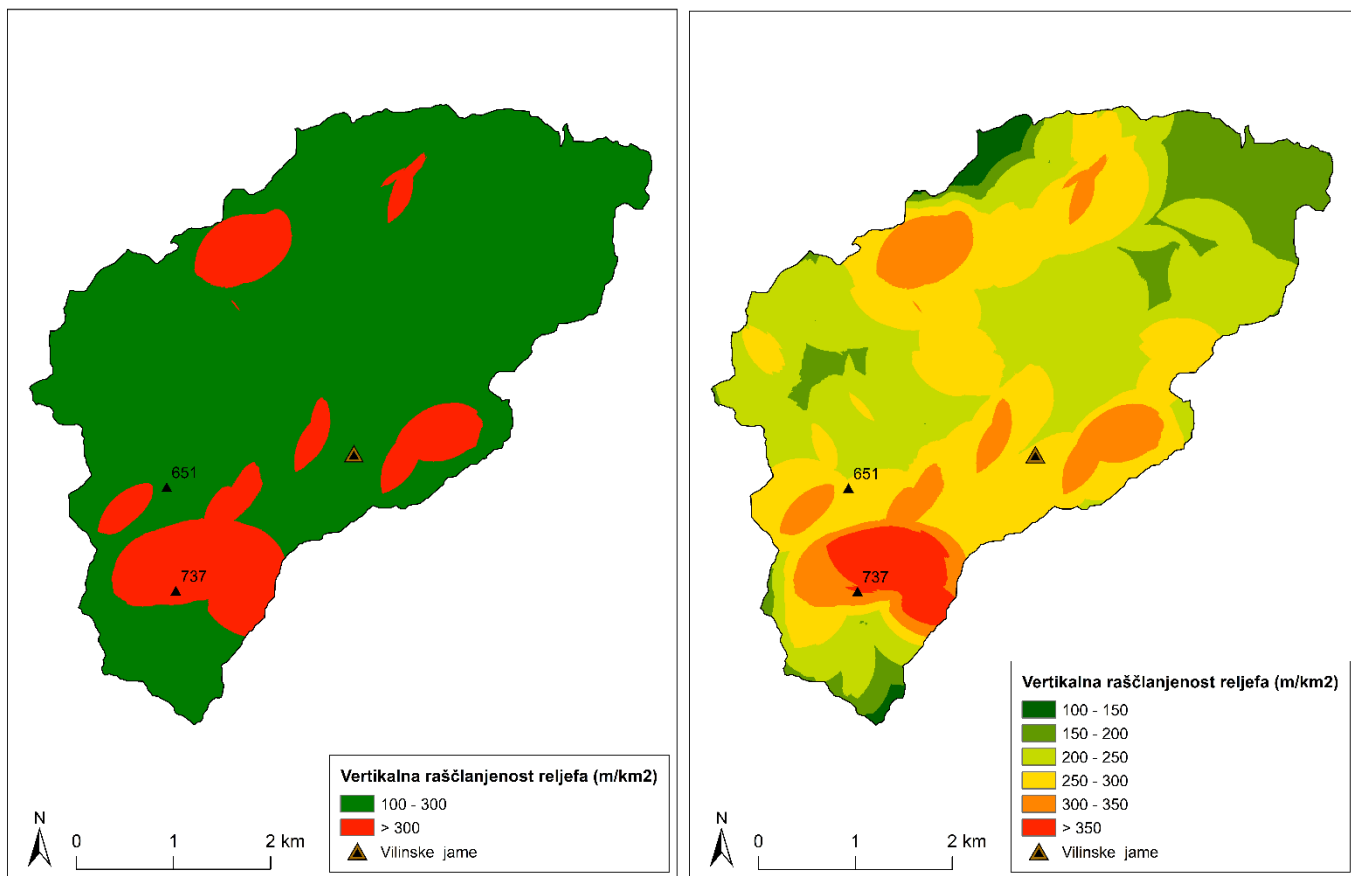 651
737
Vertikalna raščlanjenost reljefa (m/km2)
100 - 300
> 300
Vilinske jame
N
0 1 2 km
651
737
Vertikalna raščlanjenost reljefa (m/km2)
100 - 150
150 - 200
200 - 250
250 - 300
300 - 350
> 350
Vilinske jame
N
0 1 2 km